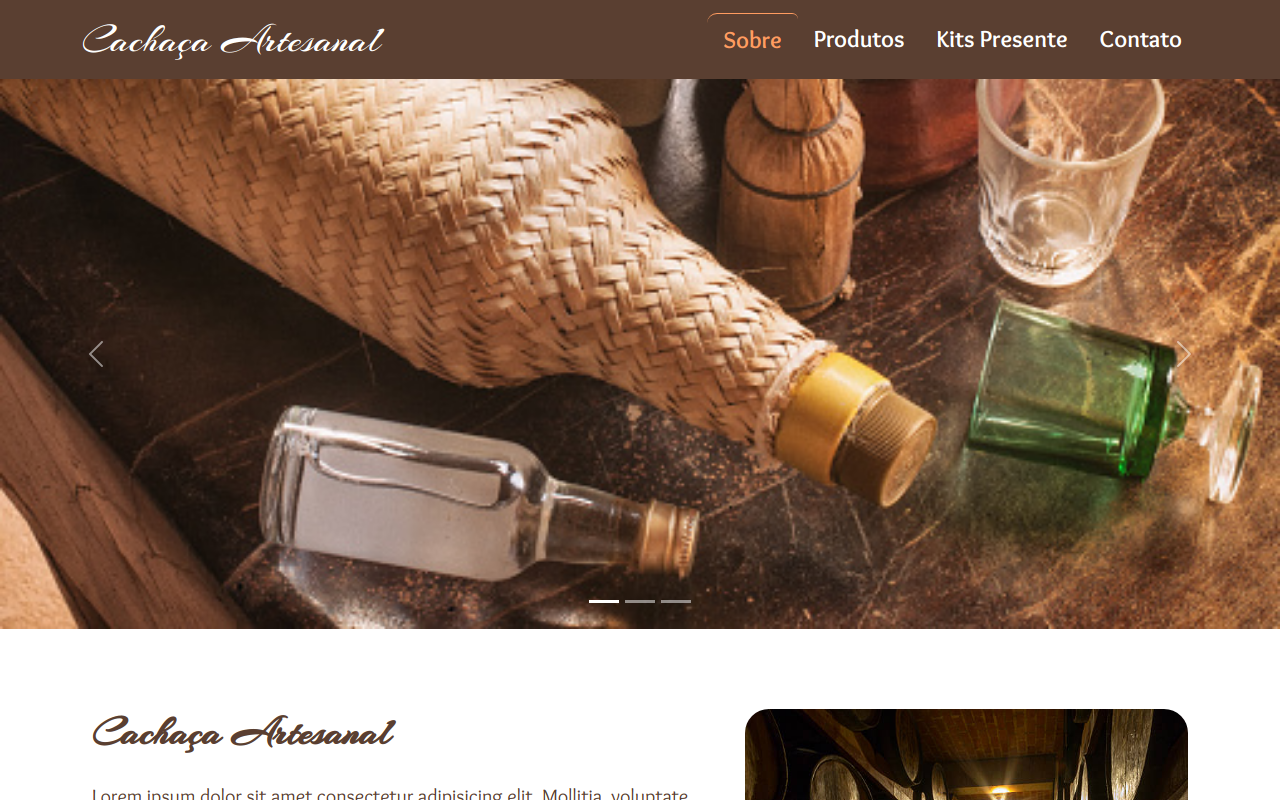 Cachaça Artesanal
Sobre
Produtos
Kits Presente
Contato
Cachaça Artesanal
Lorem ipsum dolor sit amet consectetur adipisicing elit. Mollitia, voluptate